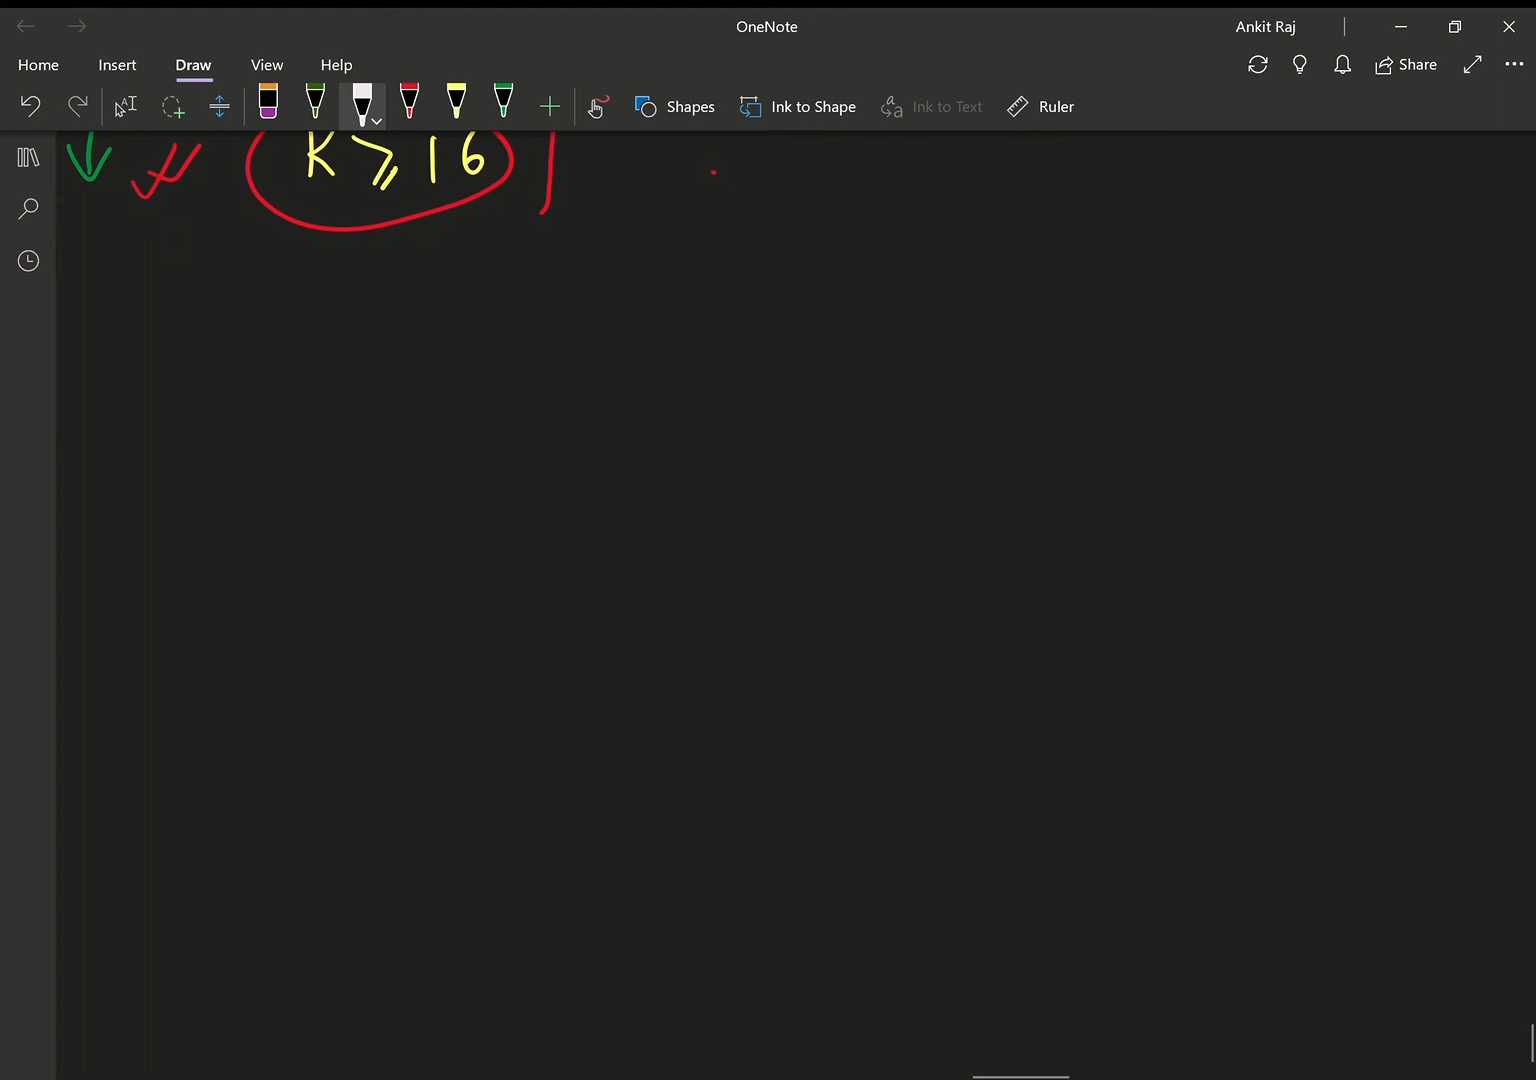 OneNote
Ankit Raj
Home Insert Draw View Help
Share
Shapes Ink to Shape Ink to Text Ruler
K ⩾ 16